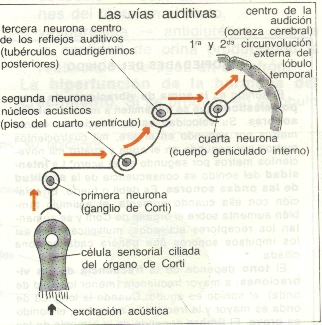 Las vías auditivas
centro de la
audición
(corteza cerebral)
1ra y 2das circunvolución
externa del
lóbulo
temporal
tercera neurona centro
de los reflejos auditivos
(tubérculos cuadrigéminos
posteriores)
segunda neurona
núcleos acústicos
(piso del cuarto ventrículo)
cuarta neurona
(cuerpo geniculado interno)
primera neurona
(ganglio de Corti)
célula sensorial ciliada
del órgano de Corti
excitación acústica